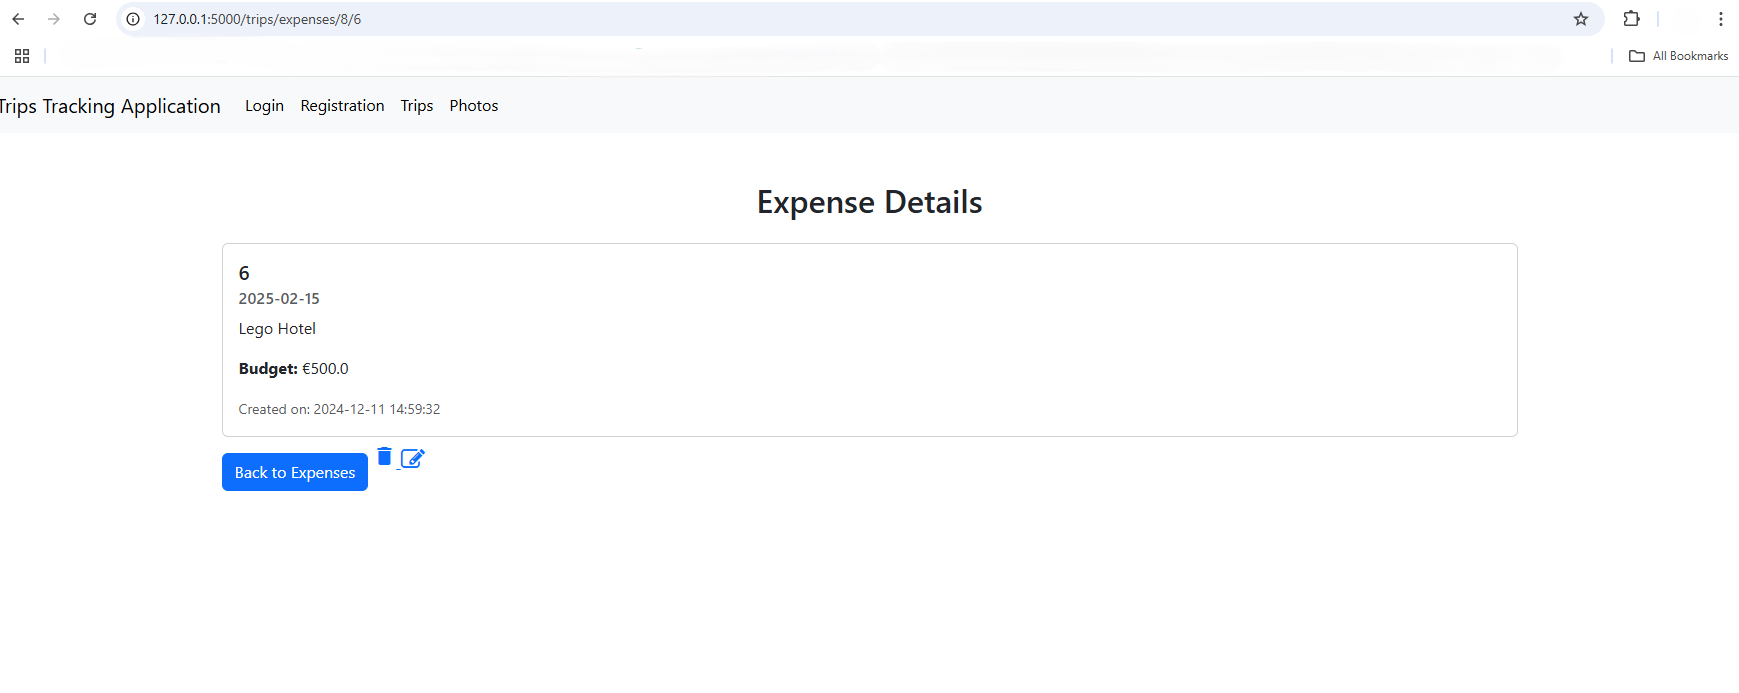 127.0.0.1:5000/trips/expenses/8/6
All Bookmarks
Trips Tracking Application Login Registration Trips Photos
Expense Details
6
2025-02-15
Lego Hotel
Budget: €500.0
Created on: 2024-12-11 14:59:32
Back to Expenses